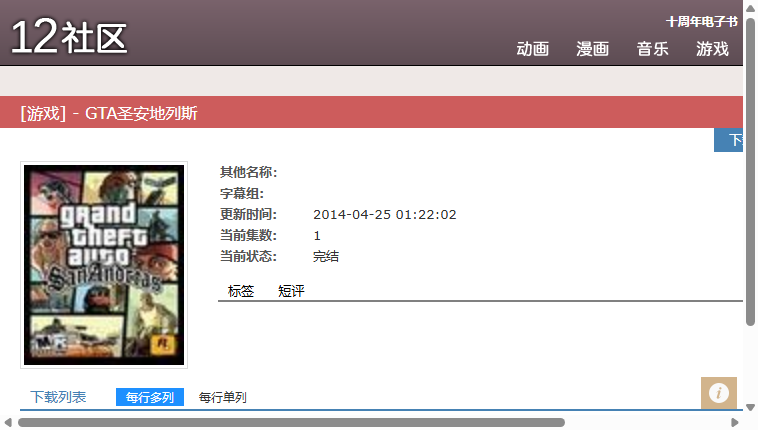 12社区
十周年电子书
动画 漫画 音乐 游戏
[游戏] - GTA圣安地列斯
下
grand theft auto San Andreas
其他名称:
字幕组:
更新时间: 2014-04-25 01:22:02
当前集数: 1
当前状态: 完结
标签 短评
下载列表 每行多列 每行单列
i